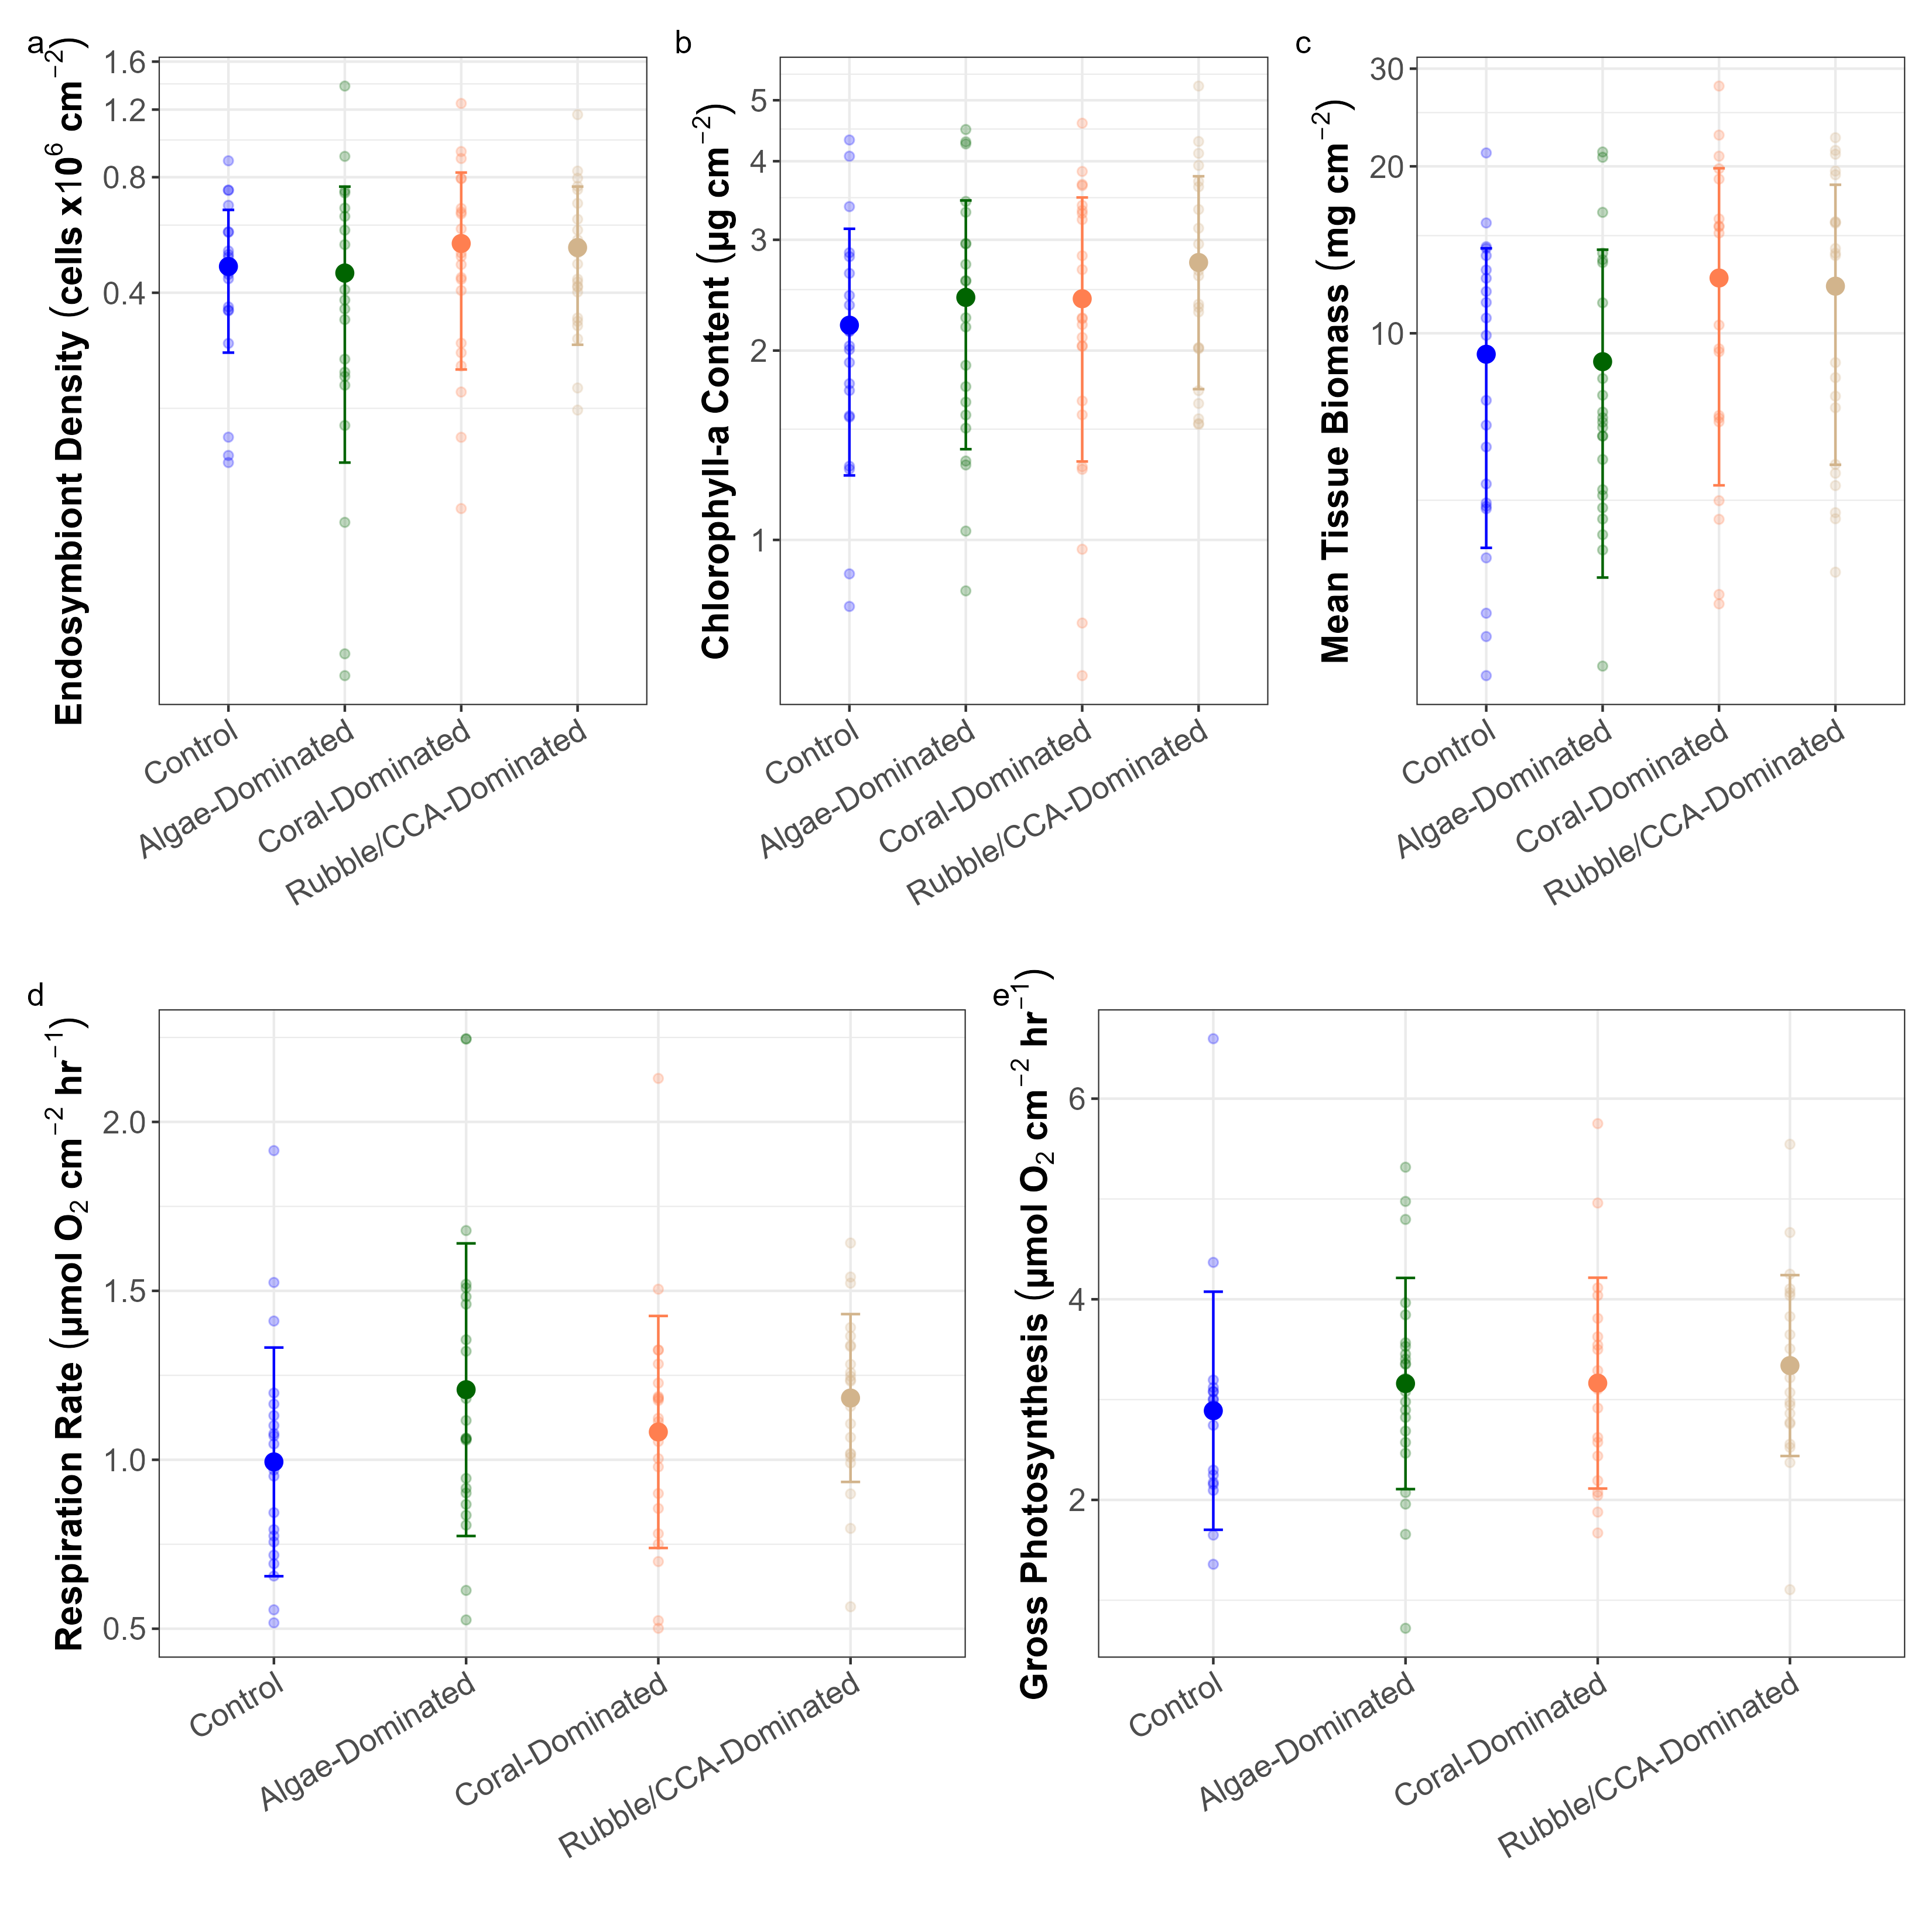 a
Endosymbiont Density (cells x10⁶ cm⁻²)
1.6
1.2
0.8
0.4
Control
Algae-Dominated
Coral-Dominated
Rubble/CCA-Dominated
b
Chlorophyll-a Content (µg cm⁻²)
5
4
3
2
1
Control
Algae-Dominated
Coral-Dominated
Rubble/CCA-Dominated
c
Mean Tissue Biomass (mg cm⁻²)
30
20
10
Control
Algae-Dominated
Coral-Dominated
Rubble/CCA-Dominated
d
Respiration Rate (µmol O₂ cm⁻² hr⁻¹)
2.0
1.5
1.0
0.5
Control
Algae-Dominated
Coral-Dominated
Rubble/CCA-Dominated
e
Gross Photosynthesis (µmol O₂ cm⁻² hr⁻¹)
6
4
2
Control
Algae-Dominated
Coral-Dominated
Rubble/CCA-Dominated